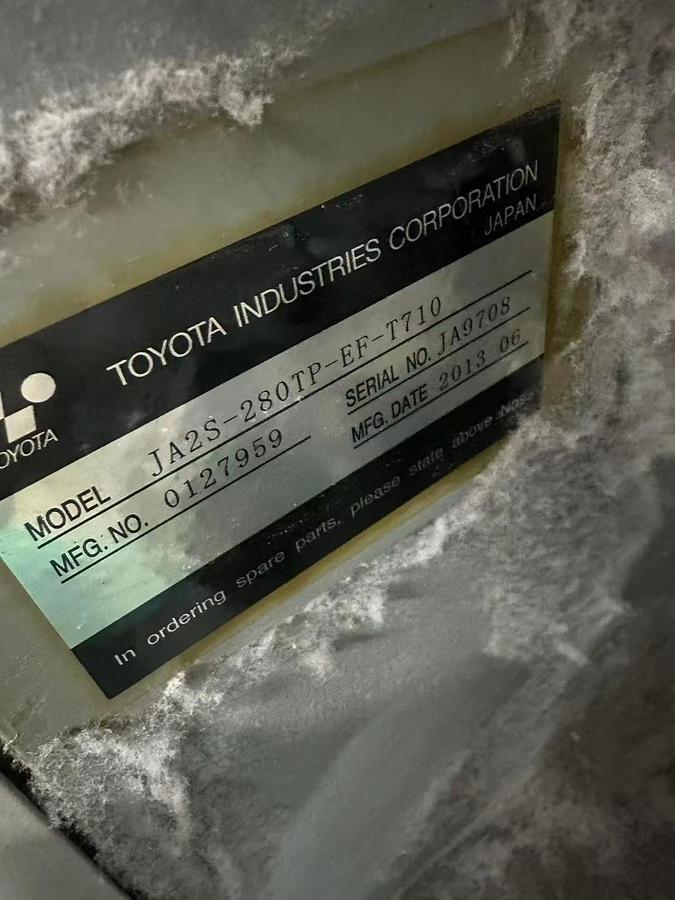 TOYOTA INDUSTRIES CORPORATION
JAPAN
TOYOTA
MODEL JA2S-280TP-EF-T710
MFG. NO. 0127959 SERIAL NO. JA9708
MFG. DATE 2013 06
In ordering spare parts, please state above Nos.